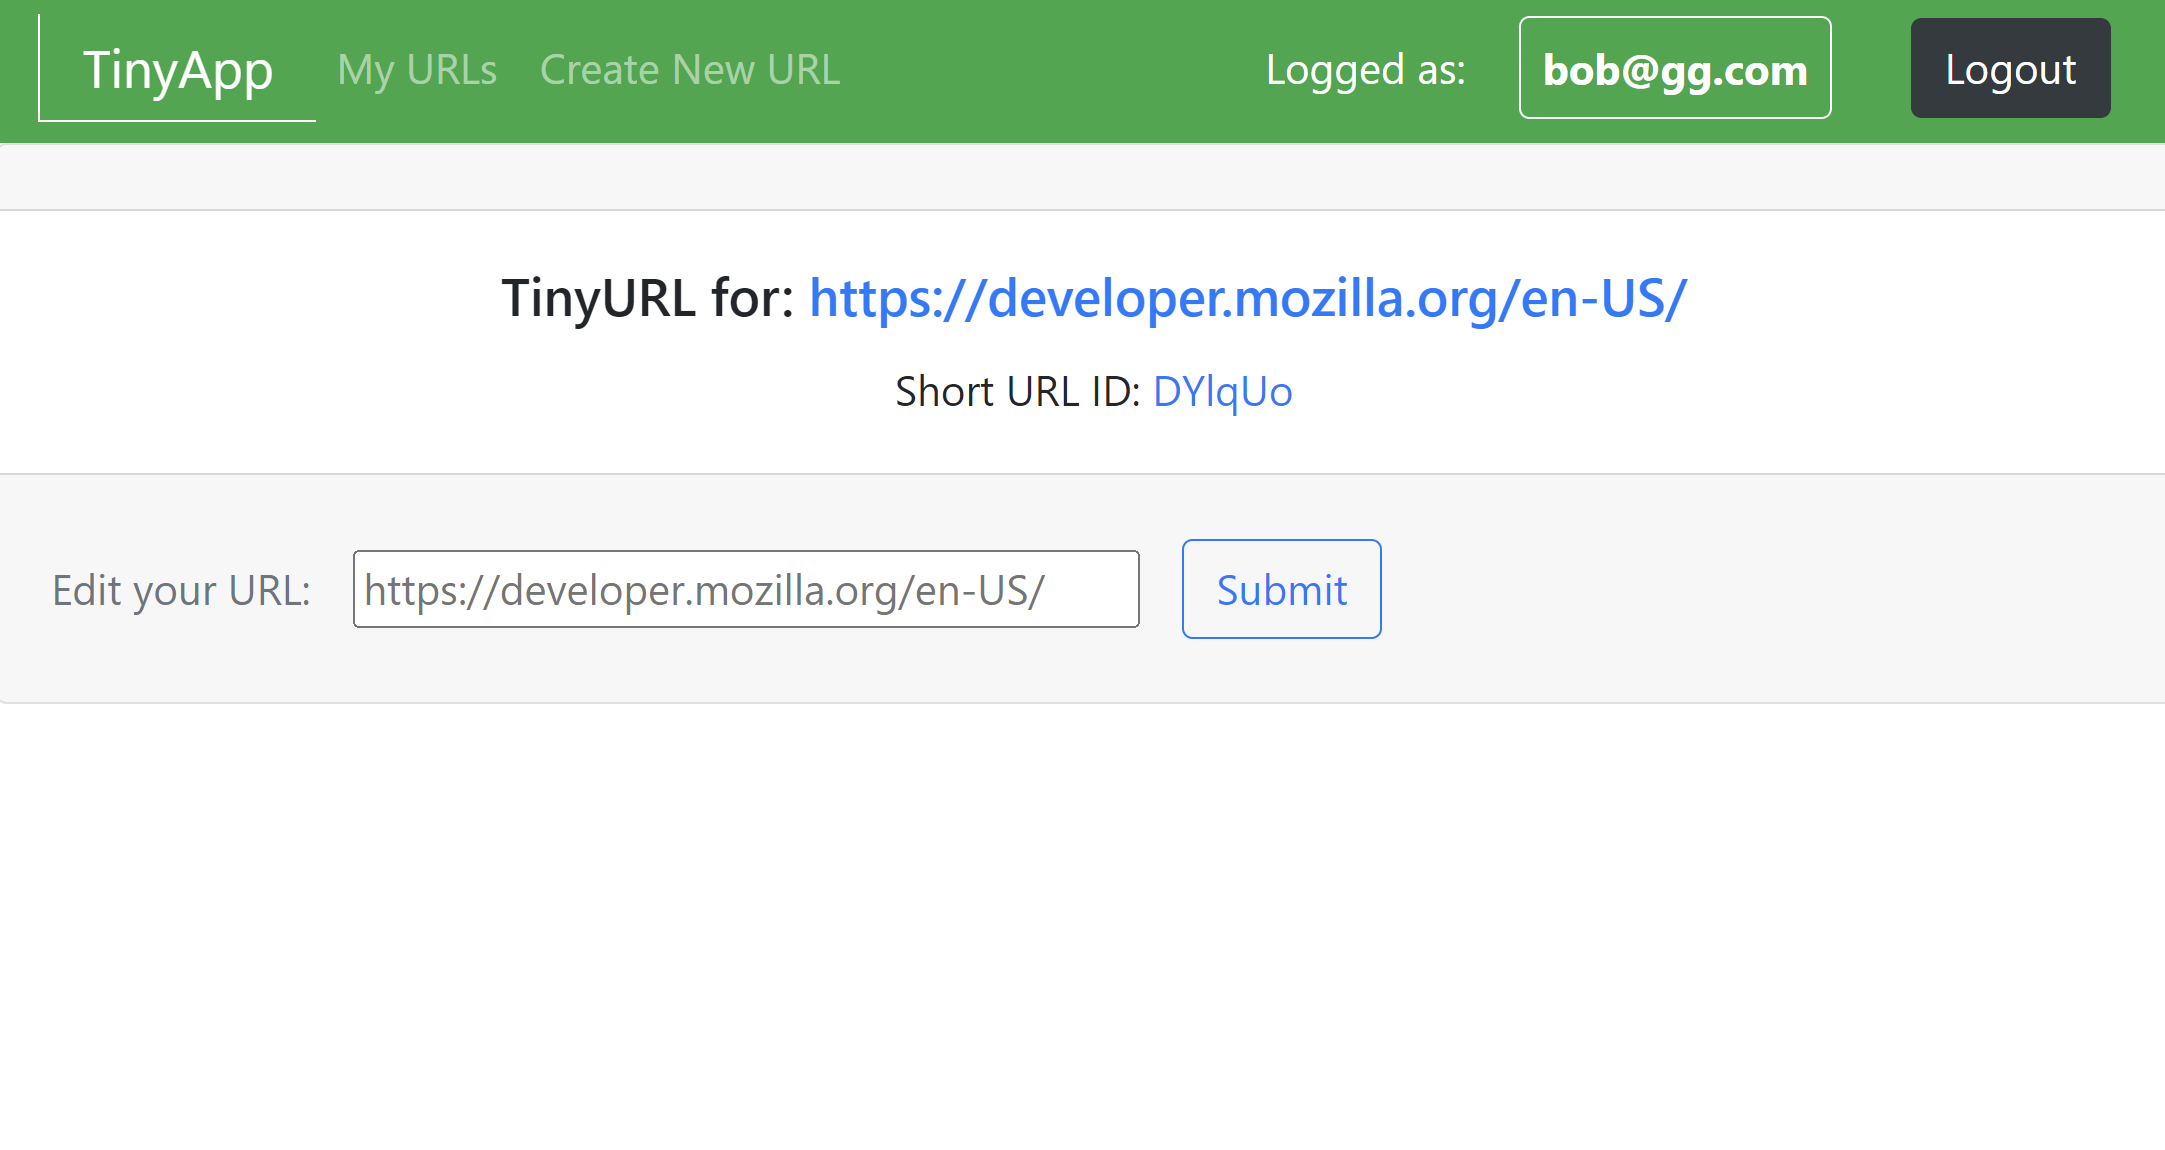 TinyApp My URLs Create New URL Logged as: bob@gg.com Logout
TinyURL for: https://developer.mozilla.org/en-US/
Short URL ID: DYlqUo
Edit your URL: https://developer.mozilla.org/en-US/ Submit